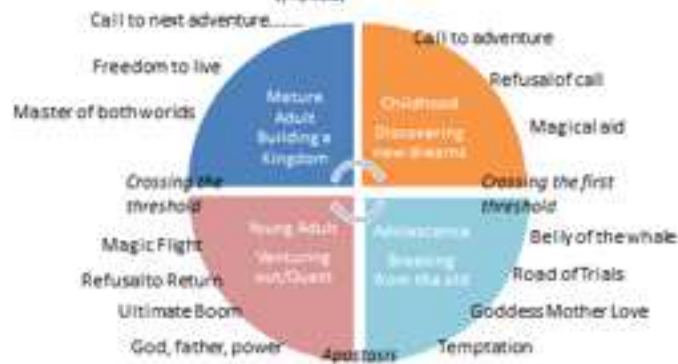 Call to next adventure........
Call to adventure
Freedom to live
Refusal of call
Master of both worlds
Magical aid
Mature
Adult
Building a
Kingdom
Childhood
Discovering
new dreams
Crossing the
threshold
Crossing the first
threshold
Young Adult
Venturing
out/Quest
Adolescence
Breaking
from the old
Magic Flight
Refusal to Return
Ultimate Boom
God, father, power
Belly of the whale
Road of Trials
Goddess Mother Love
Temptation
Apostosis